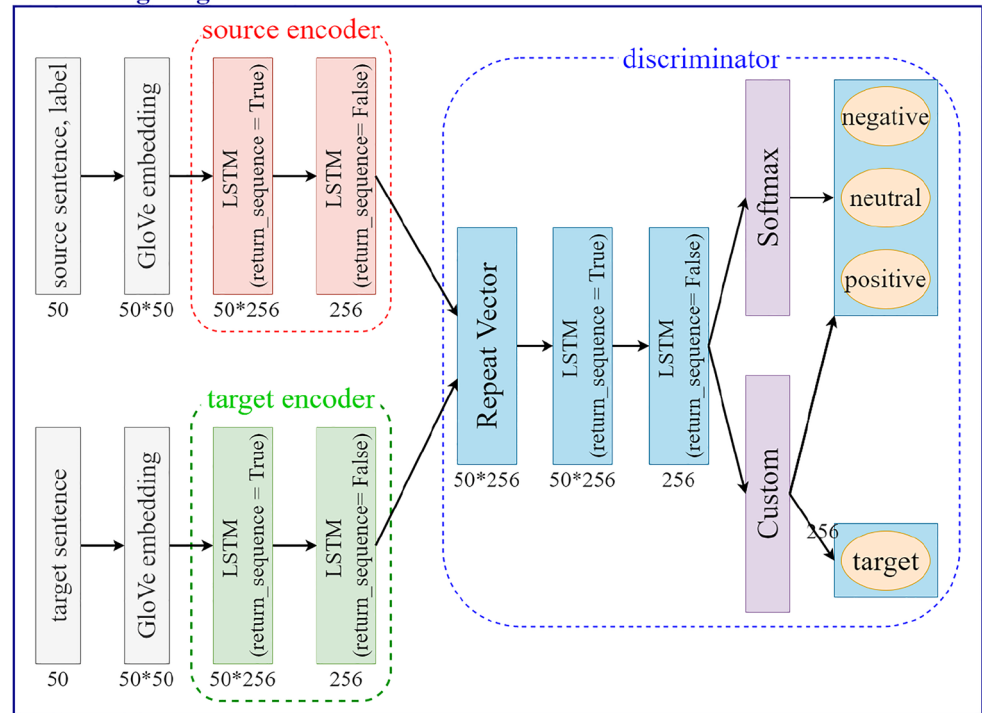 source encoder
source sentence, label
50
GloVe embedding
50*50
LSTM
(return_sequence = True)
50*256
LSTM
(return_sequence= False)
256
target encoder
target sentence
50
GloVe embedding
50*50
LSTM
(return_sequence = True)
50*256
LSTM
(return_sequence= False)
256
discriminator
Repeat Vector
50*256
LSTM
(return_sequence = True)
50*256
LSTM
(return_sequence= False)
256
Softmax
negative
neutral
positive
Custom
256
target